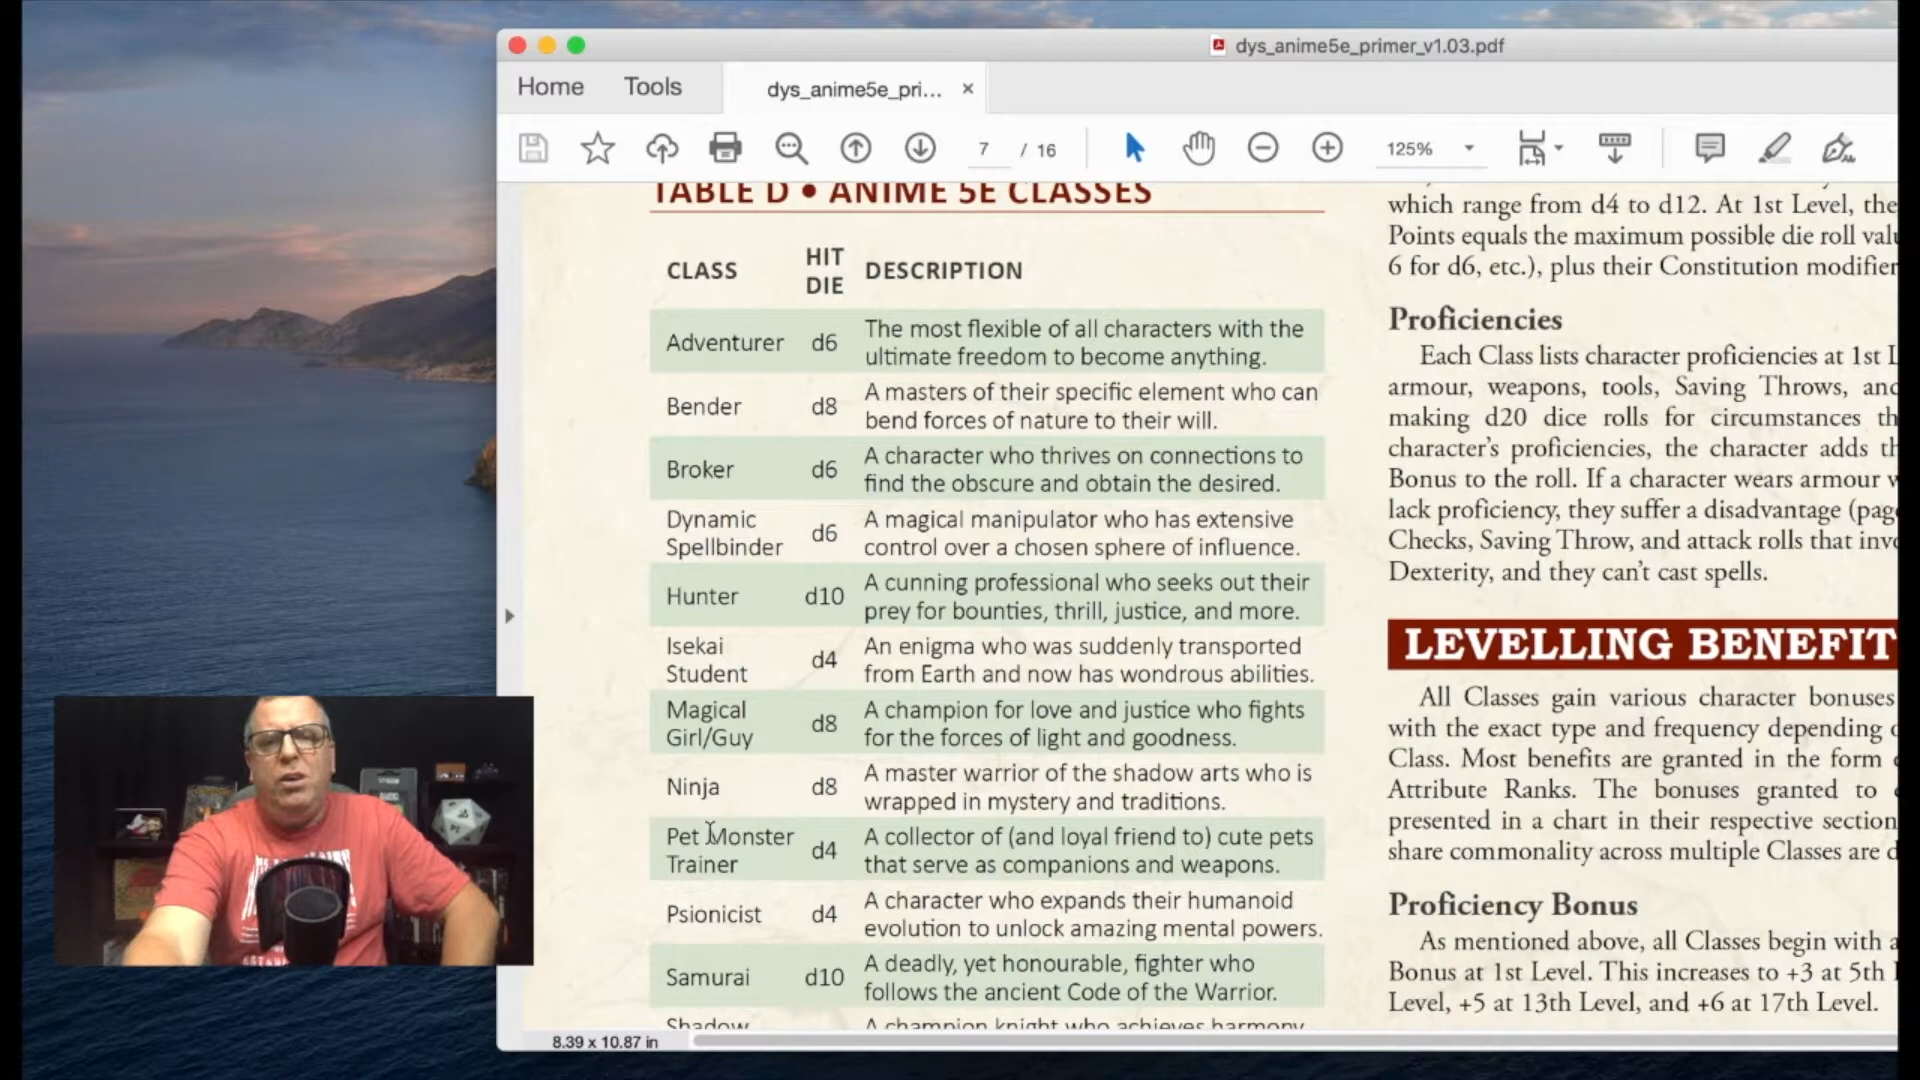 dys_anime5e_primer_v1.03.pdf
Home Tools dys_anime5e_pri... ×
7 / 16 125%
TABLE D • ANIME 5E CLASSES
CLASS HIT DIE DESCRIPTION
Adventurer d6 The most flexible of all characters with the
ultimate freedom to become anything.
Bender d8 A masters of their specific element who can
bend forces of nature to their will.
Broker d6 A character who thrives on connections to
find the obscure and obtain the desired.
Dynamic Spellbinder d6 A magical manipulator who has extensive
control over a chosen sphere of influence.
Hunter d10 A cunning professional who seeks out their
prey for bounties, thrill, justice, and more.
Isekai Student d4 An enigma who was suddenly transported
from Earth and now has wondrous abilities.
Magical Girl/Guy d8 A champion for love and justice who fights
for the forces of light and goodness.
Ninja d8 A master warrior of the shadow arts who is
wrapped in mystery and traditions.
Pet Monster Trainer d4 A collector of (and loyal friend to) cute pets
that serve as companions and weapons.
Psionicist d4 A character who expands their humanoid
evolution to unlock amazing mental powers.
Samurai d10 A deadly, yet honourable, fighter who
follows the ancient Code of the Warrior.
Shadow A champion knight who achieves harmony
which range from d4 to d12. At 1st Level, the
Points equals the maximum possible die roll
6 for d6, etc.), plus their Constitution modifier
Proficiencies
Each Class lists character proficiencies at 1st
armour, weapons, tools, Saving Throws, and
making d20 dice rolls for circumstances
character's proficiencies, the character adds
Bonus to the roll. If a character wears armour
lack proficiency, they suffer a disadvantage
Checks, Saving Throw, and attack rolls that
Dexterity, and they can't cast spells.
LEVELLING BENEFIT
All Classes gain various character bonuses
with the exact type and frequency depending
Class. Most benefits are granted in the form
Attribute Ranks. The bonuses granted to
presented in a chart in their respective section
share commonality across multiple Classes are
Proficiency Bonus
As mentioned above, all Classes begin with a
Bonus at 1st Level. This increases to +3 at 5th
Level, +5 at 13th Level, and +6 at 17th Level.
8.39 x 10.87 in